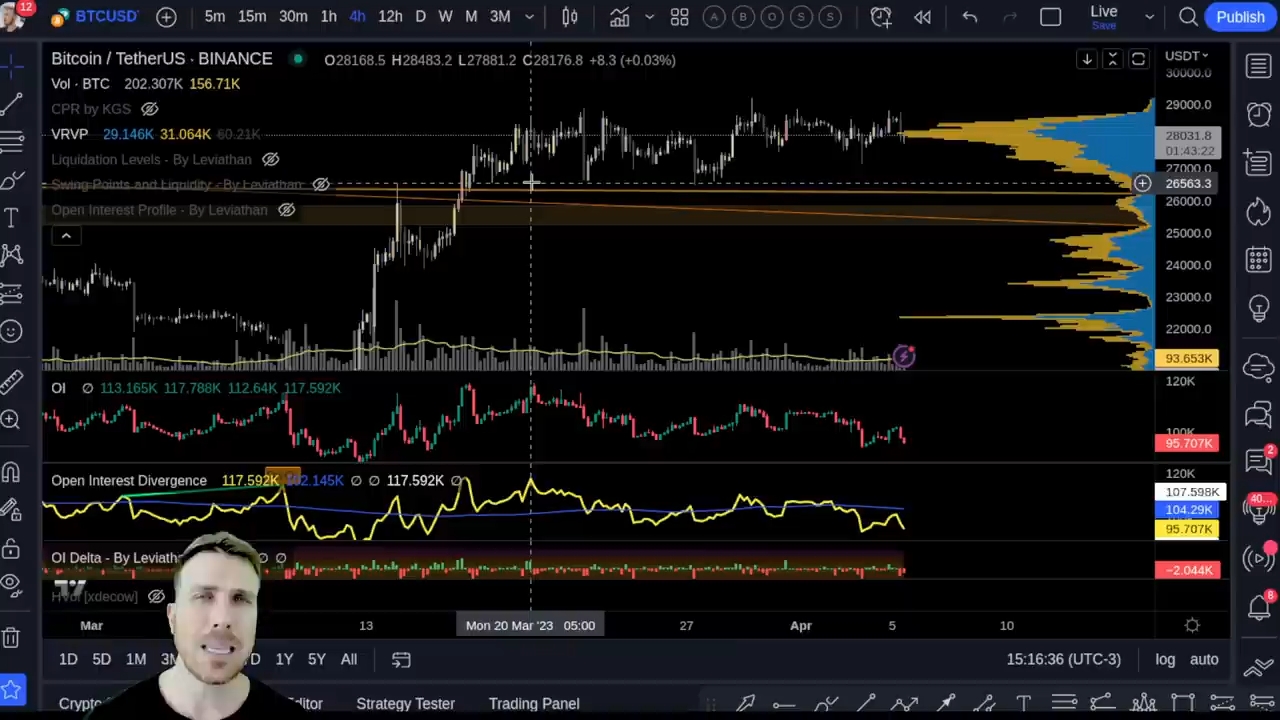 12 BTCUSD 5m 15m 30m 1h 4h 12h D W M 3M A B O S S Live Save Publish
Bitcoin / TetherUS · BINANCE O28168.5 H28483.2 L27881.2 C28176.8 +8.3 (+0.03%) USDT
30000.0
Vol · BTC 202.307K 156.71K
CPR by KGS
29000.0
VRVP 29.146K 31.064K 60.21K
28031.8
01:43:22
Liquidation Levels - By Leviathan
27000.0
Swing Points and Liquidity - By Leviathan
26563.3
Open Interest Profile - By Leviathan
26000.0
25000.0
24000.0
23000.0
22000.0
93.653K
120K
OI ∅ 113.165K 117.788K 112.64K 117.592K
100K
95.707K
2
120K
Open Interest Divergence 117.592K ∅ ∅ 117.592K ∅
107.598K
40...
104.29K
95.707K
OI Delta - By Leviatha ∅ ∅
−2.044K
HVol [xdecow]
8
Mar 13 Mon 20 Mar '23 05:00 27 Apr 5 10
1D 5D 1M 1Y 5Y All 15:16:36 (UTC-3) log auto
Strategy Tester Trading Panel